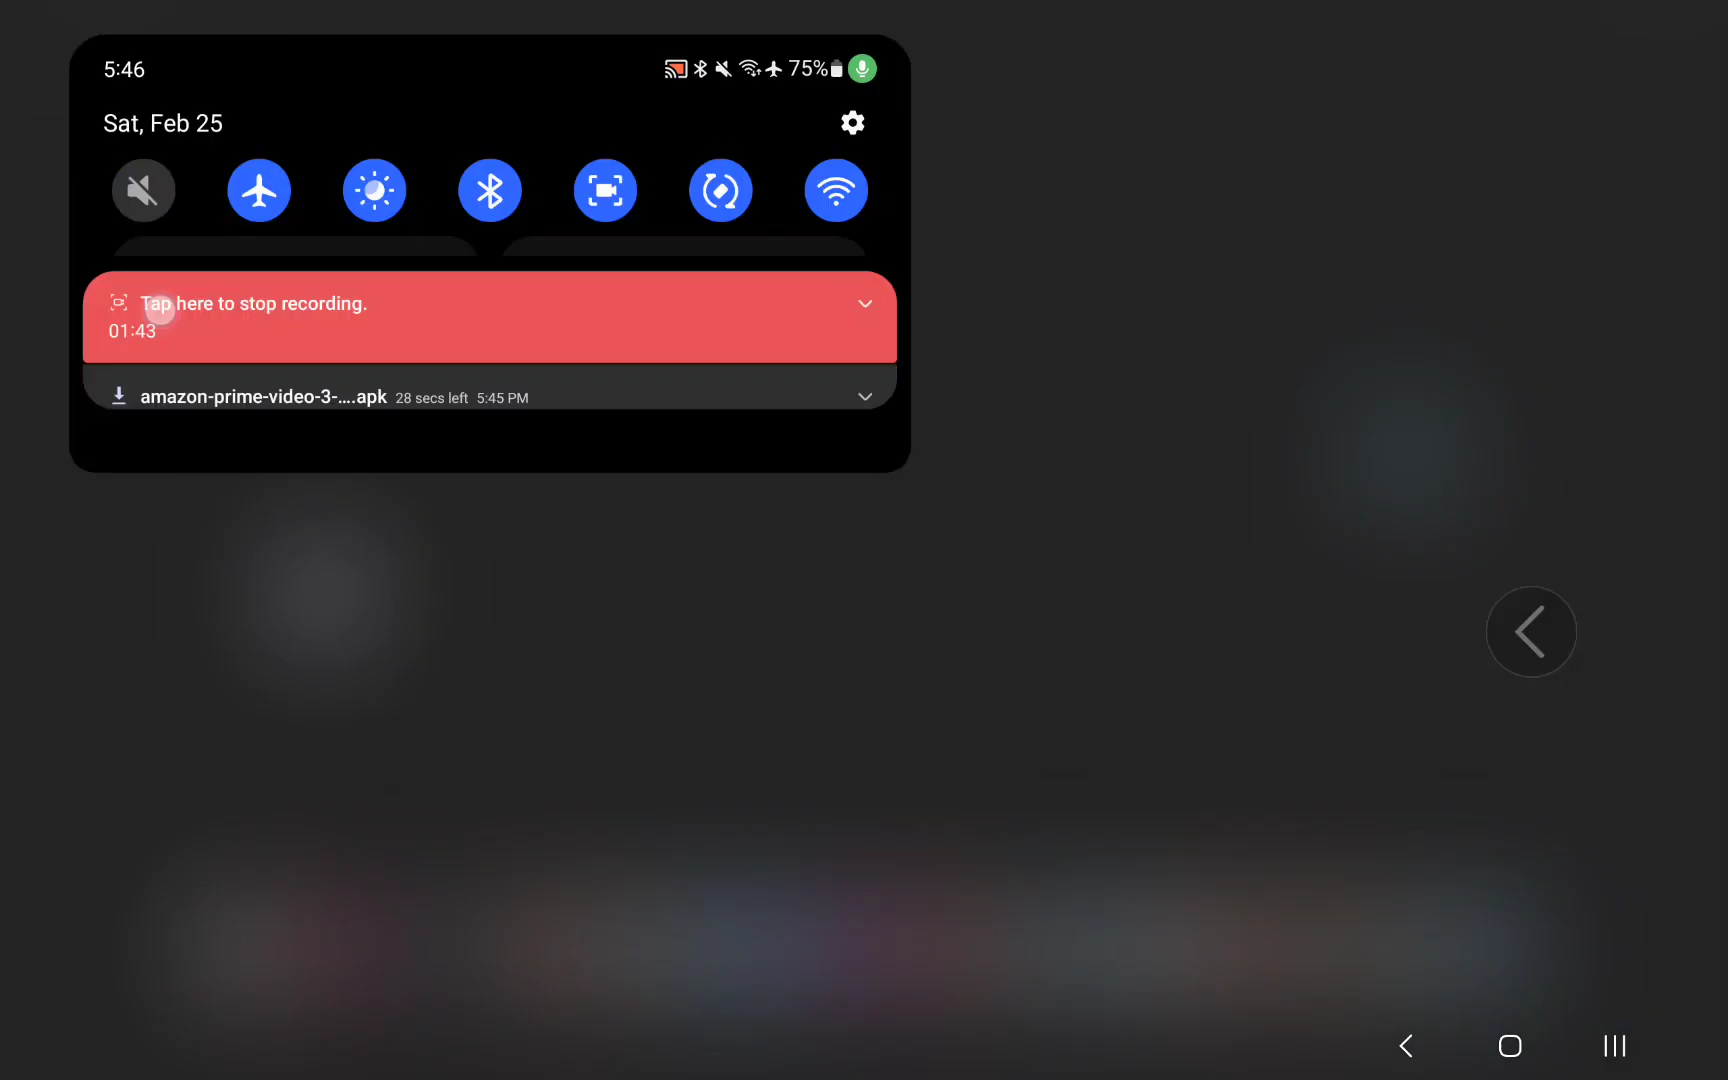 5:46
75%
Sat, Feb 25
Tap here to stop recording.
01:43
amazon-prime-video-3-....apk 28 secs left 5:45 PM